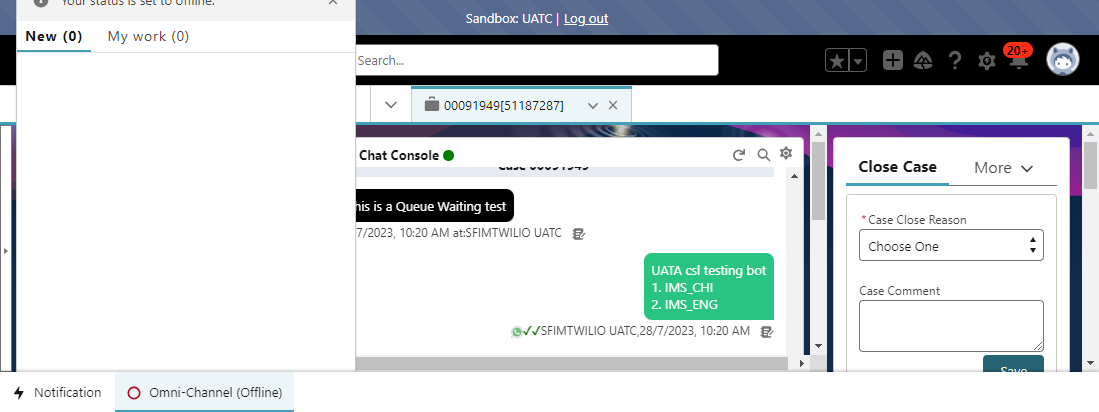 Your status is set to offline.
Sandbox: UATC | Log out
New (0) My work (0)
Search...
20+
00091949[51187287]
Chat Console
Case 00091949
his is a Queue Waiting test
7/2023, 10:20 AM at:SFIMTWILIO UATC
UATA csl testing bot
1. IMS_CHI
2. IMS_ENG
SFIMTWILIO UATC,28/7/2023, 10:20 AM
Close Case More
*Case Close Reason
Choose One
Case Comment
Save
Notification Omni-Channel (Offline)